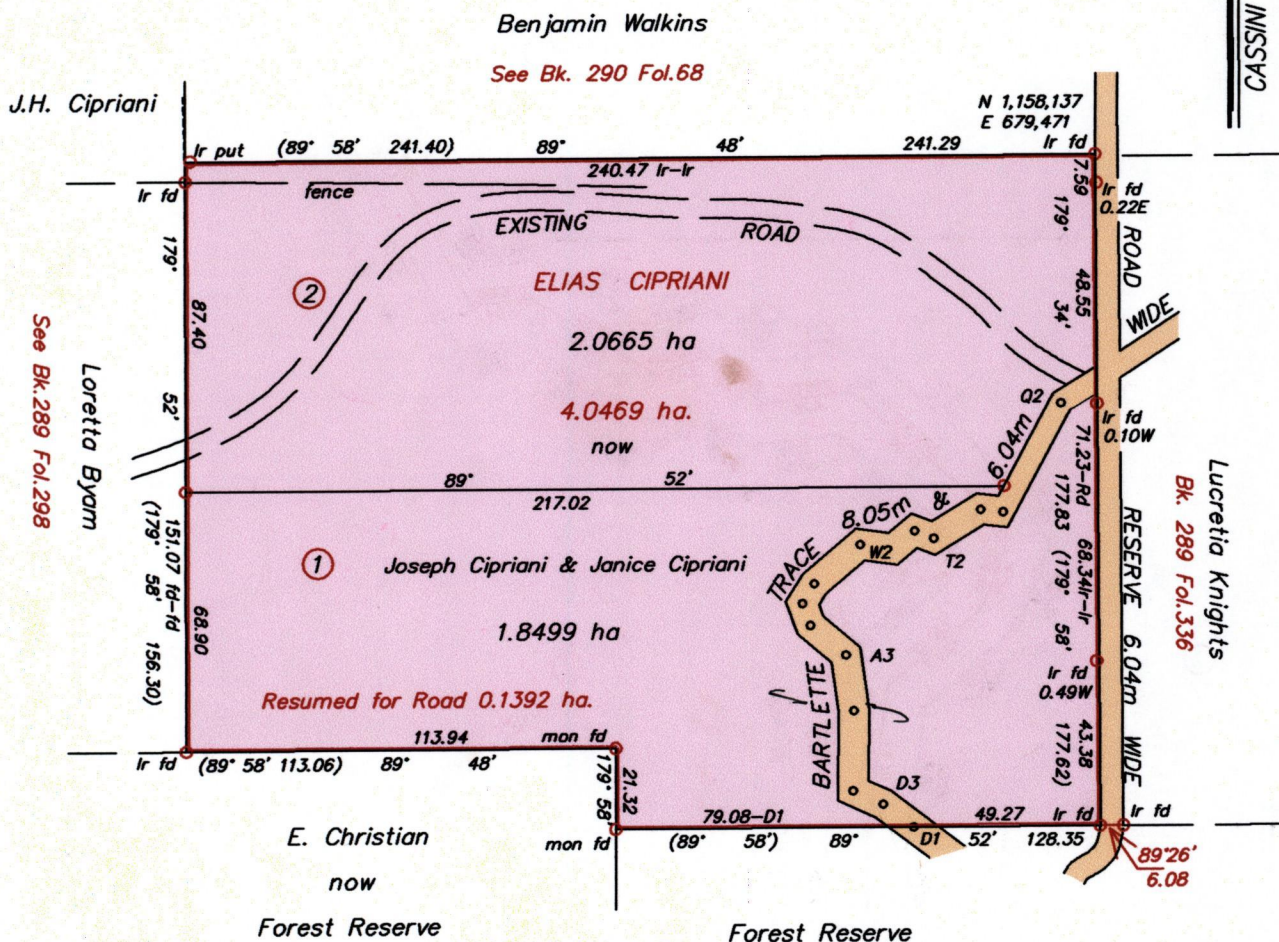 CASSINI
Benjamin Walkins
See Bk. 290 Fol.68
J.H. Cipriani
N 1,158,137
E 679,471
Ir put (89° 58' 241.40) 89° 48' 241.29 Ir fd
240.47 Ir-Ir
Ir fd
fence
7.59
Ir fd
0.22E
EXISTING ROAD
179° 34'
48.55
ROAD
179° 52'
87.40
2
ELIAS CIPRIANI
2.0665 ha
4.0469 ha.
now
WIDE
Q2
Ir fd
0.10W
6.04m
See Bk.289 Fol.298
Loretta Byam
89° 52'
217.02
8.05m &
71.23-Rd 68.34Ir-Ir
177.83 (179° 58' 177.62)
Lucretia Knights
Bk. 289 Fol.336
RESERVE 6.04m WIDE
1
Joseph Cipriani & Janice Cipriani
TRACE
W2
T2
1.8499 ha
151.07 fd-fd
(179° 58' 156.30)
68.90
A3
Ir fd
0.49W
Resumed for Road 0.1392 ha.
BARTLETTE
43.38
113.94 mon fd
Ir fd (89° 58' 113.06) 89° 48'
179° 58'
21.32
D3
79.08-D1
49.27 Ir fd
Ir fd
mon fd
(89° 58') 89° D1 52' 128.35
89°26'
6.08
E. Christian
now
Forest Reserve
Forest Reserve